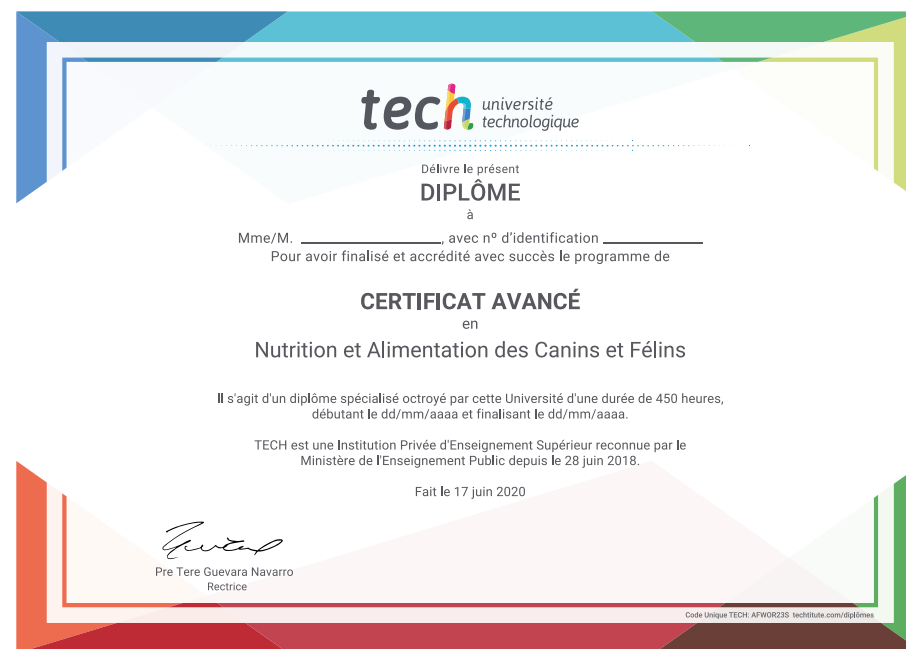 tech université
technologique
Délivre le présent
DIPLÔME
à
Mme/M. ____________________, avec nº d'identification ______________
Pour avoir finalisé et accrédité avec succès le programme de
CERTIFICAT AVANCÉ
en
Nutrition et Alimentation des Canins et Félins
Il s'agit d'un diplôme spécialisé octroyé par cette Université d'une durée de 450 heures,
débutant le dd/mm/aaaa et finalisant le dd/mm/aaaa.
TECH est une Institution Privée d'Enseignement Supérieur reconnue par le
Ministère de l'Enseignement Public depuis le 28 juin 2018.
Fait le 17 juin 2020
Pre Tere Guevara Navarro
Rectrice
Code Unique TECH: AFWOR23S techtitute.com/diplômes